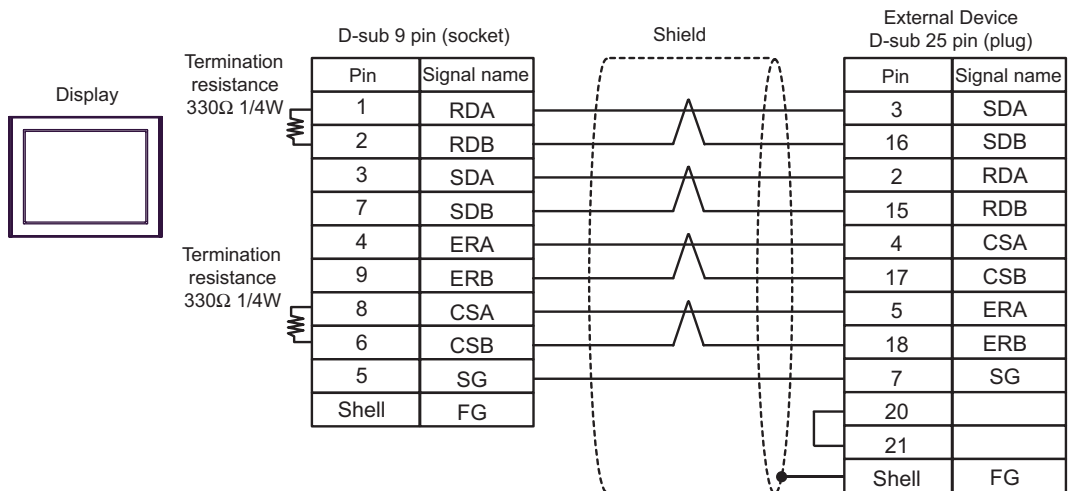 Display
Termination
resistance
330Ω 1/4W
Termination
resistance
330Ω 1/4W
D-sub 9 pin (socket)
Pin Signal name
1 RDA
2 RDB
3 SDA
7 SDB
4 ERA
9 ERB
8 CSA
6 CSB
5 SG
Shell FG
Shield
External Device
D-sub 25 pin (plug)
Pin Signal name
3 SDA
16 SDB
2 RDA
15 RDB
4 CSA
17 CSB
5 ERA
18 ERB
7 SG
20
21
Shell FG